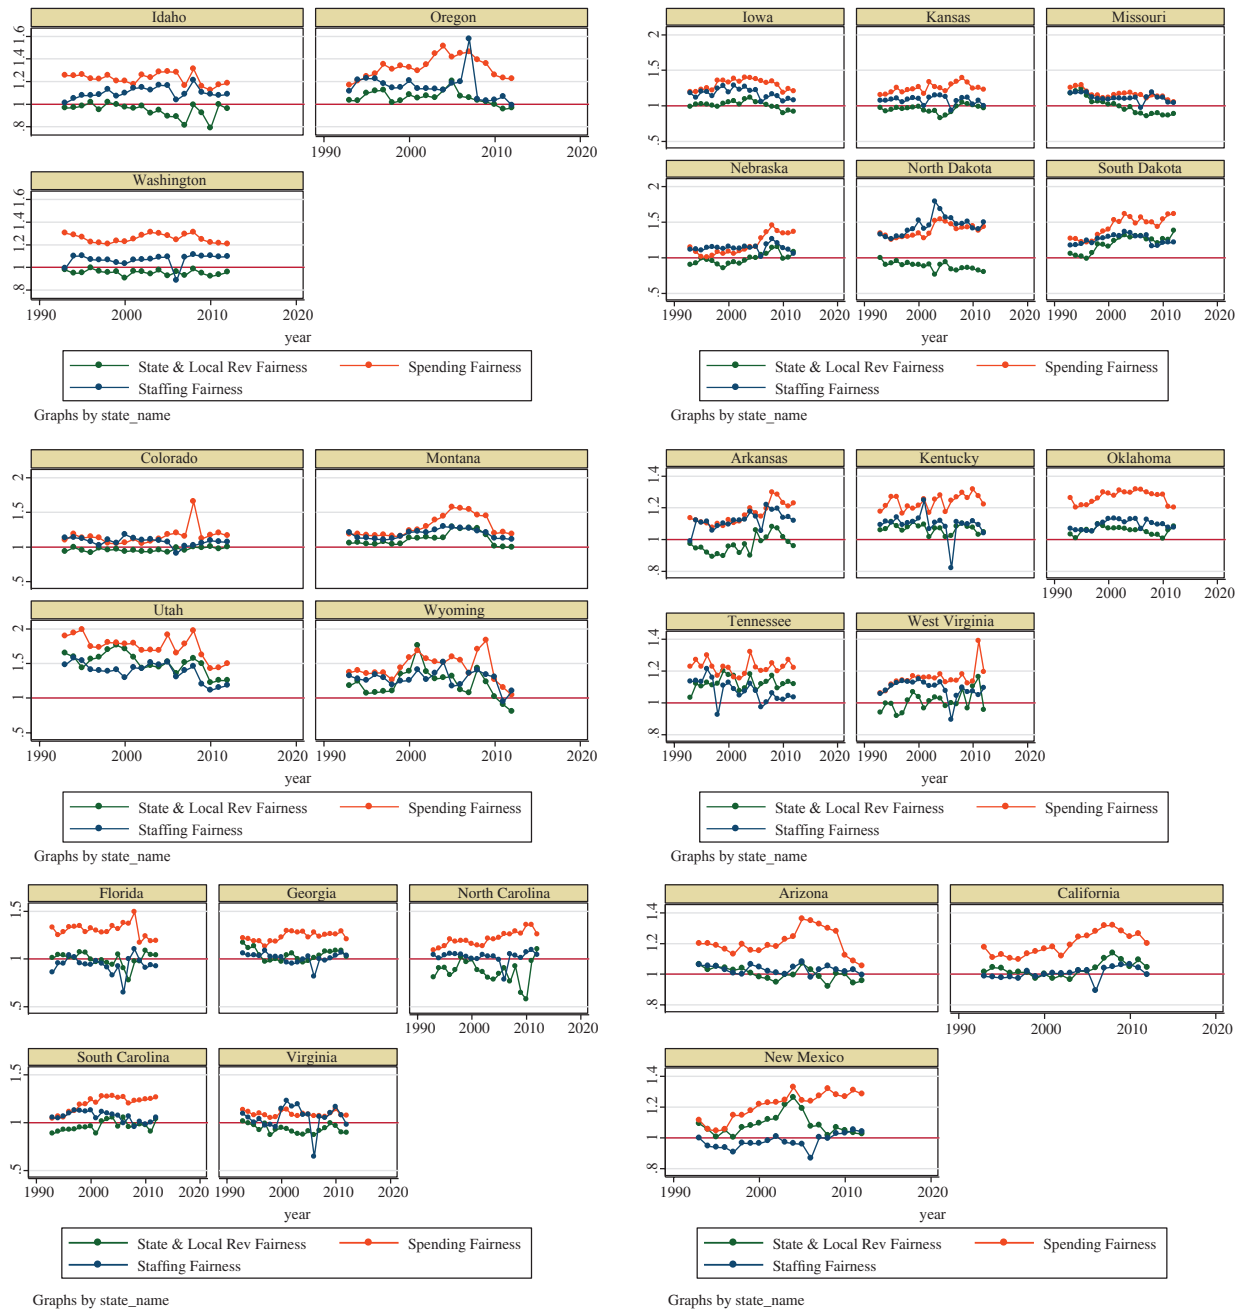 Idaho Oregon
.8 1 1.2 1.4 1.6
1990 2000 2010 2020
Washington
.8 1 1.2 1.4 1.6
1990 2000 2010 2020
year
State & Local Rev Fairness Spending Fairness
Staffing Fairness
Graphs by state_name
Iowa Kansas Missouri
.5 1 1.5 2
Nebraska North Dakota South Dakota
.5 1 1.5 2
1990 2000 2010 2020 1990 2000 2010 2020 1990 2000 2010 2020
year
State & Local Rev Fairness Spending Fairness
Staffing Fairness
Graphs by state_name
Colorado Montana
.5 1 1.5 2
Utah Wyoming
.5 1 1.5 2
1990 2000 2010 2020 1990 2000 2010 2020
year
State & Local Rev Fairness Spending Fairness
Staffing Fairness
Graphs by state_name
Arkansas Kentucky Oklahoma
.8 1 1.2 1.4
1990 2000 2010 2020
Tennessee West Virginia
.8 1 1.2 1.4
1990 2000 2010 2020 1990 2000 2010 2020
year
State & Local Rev Fairness Spending Fairness
Staffing Fairness
Graphs by state_name
Florida Georgia North Carolina
.5 1 1.5
1990 2000 2010 2020
South Carolina Virginia
.5 1 1.5
1990 2000 2010 2020 1990 2000 2010 2020
year
State & Local Rev Fairness Spending Fairness
Staffing Fairness
Graphs by state_name
Arizona California
.8 1 1.2 1.4
1990 2000 2010 2020
New Mexico
.8 1 1.2 1.4
1990 2000 2010 2020
year
State & Local Rev Fairness Spending Fairness
Staffing Fairness
Graphs by state_name